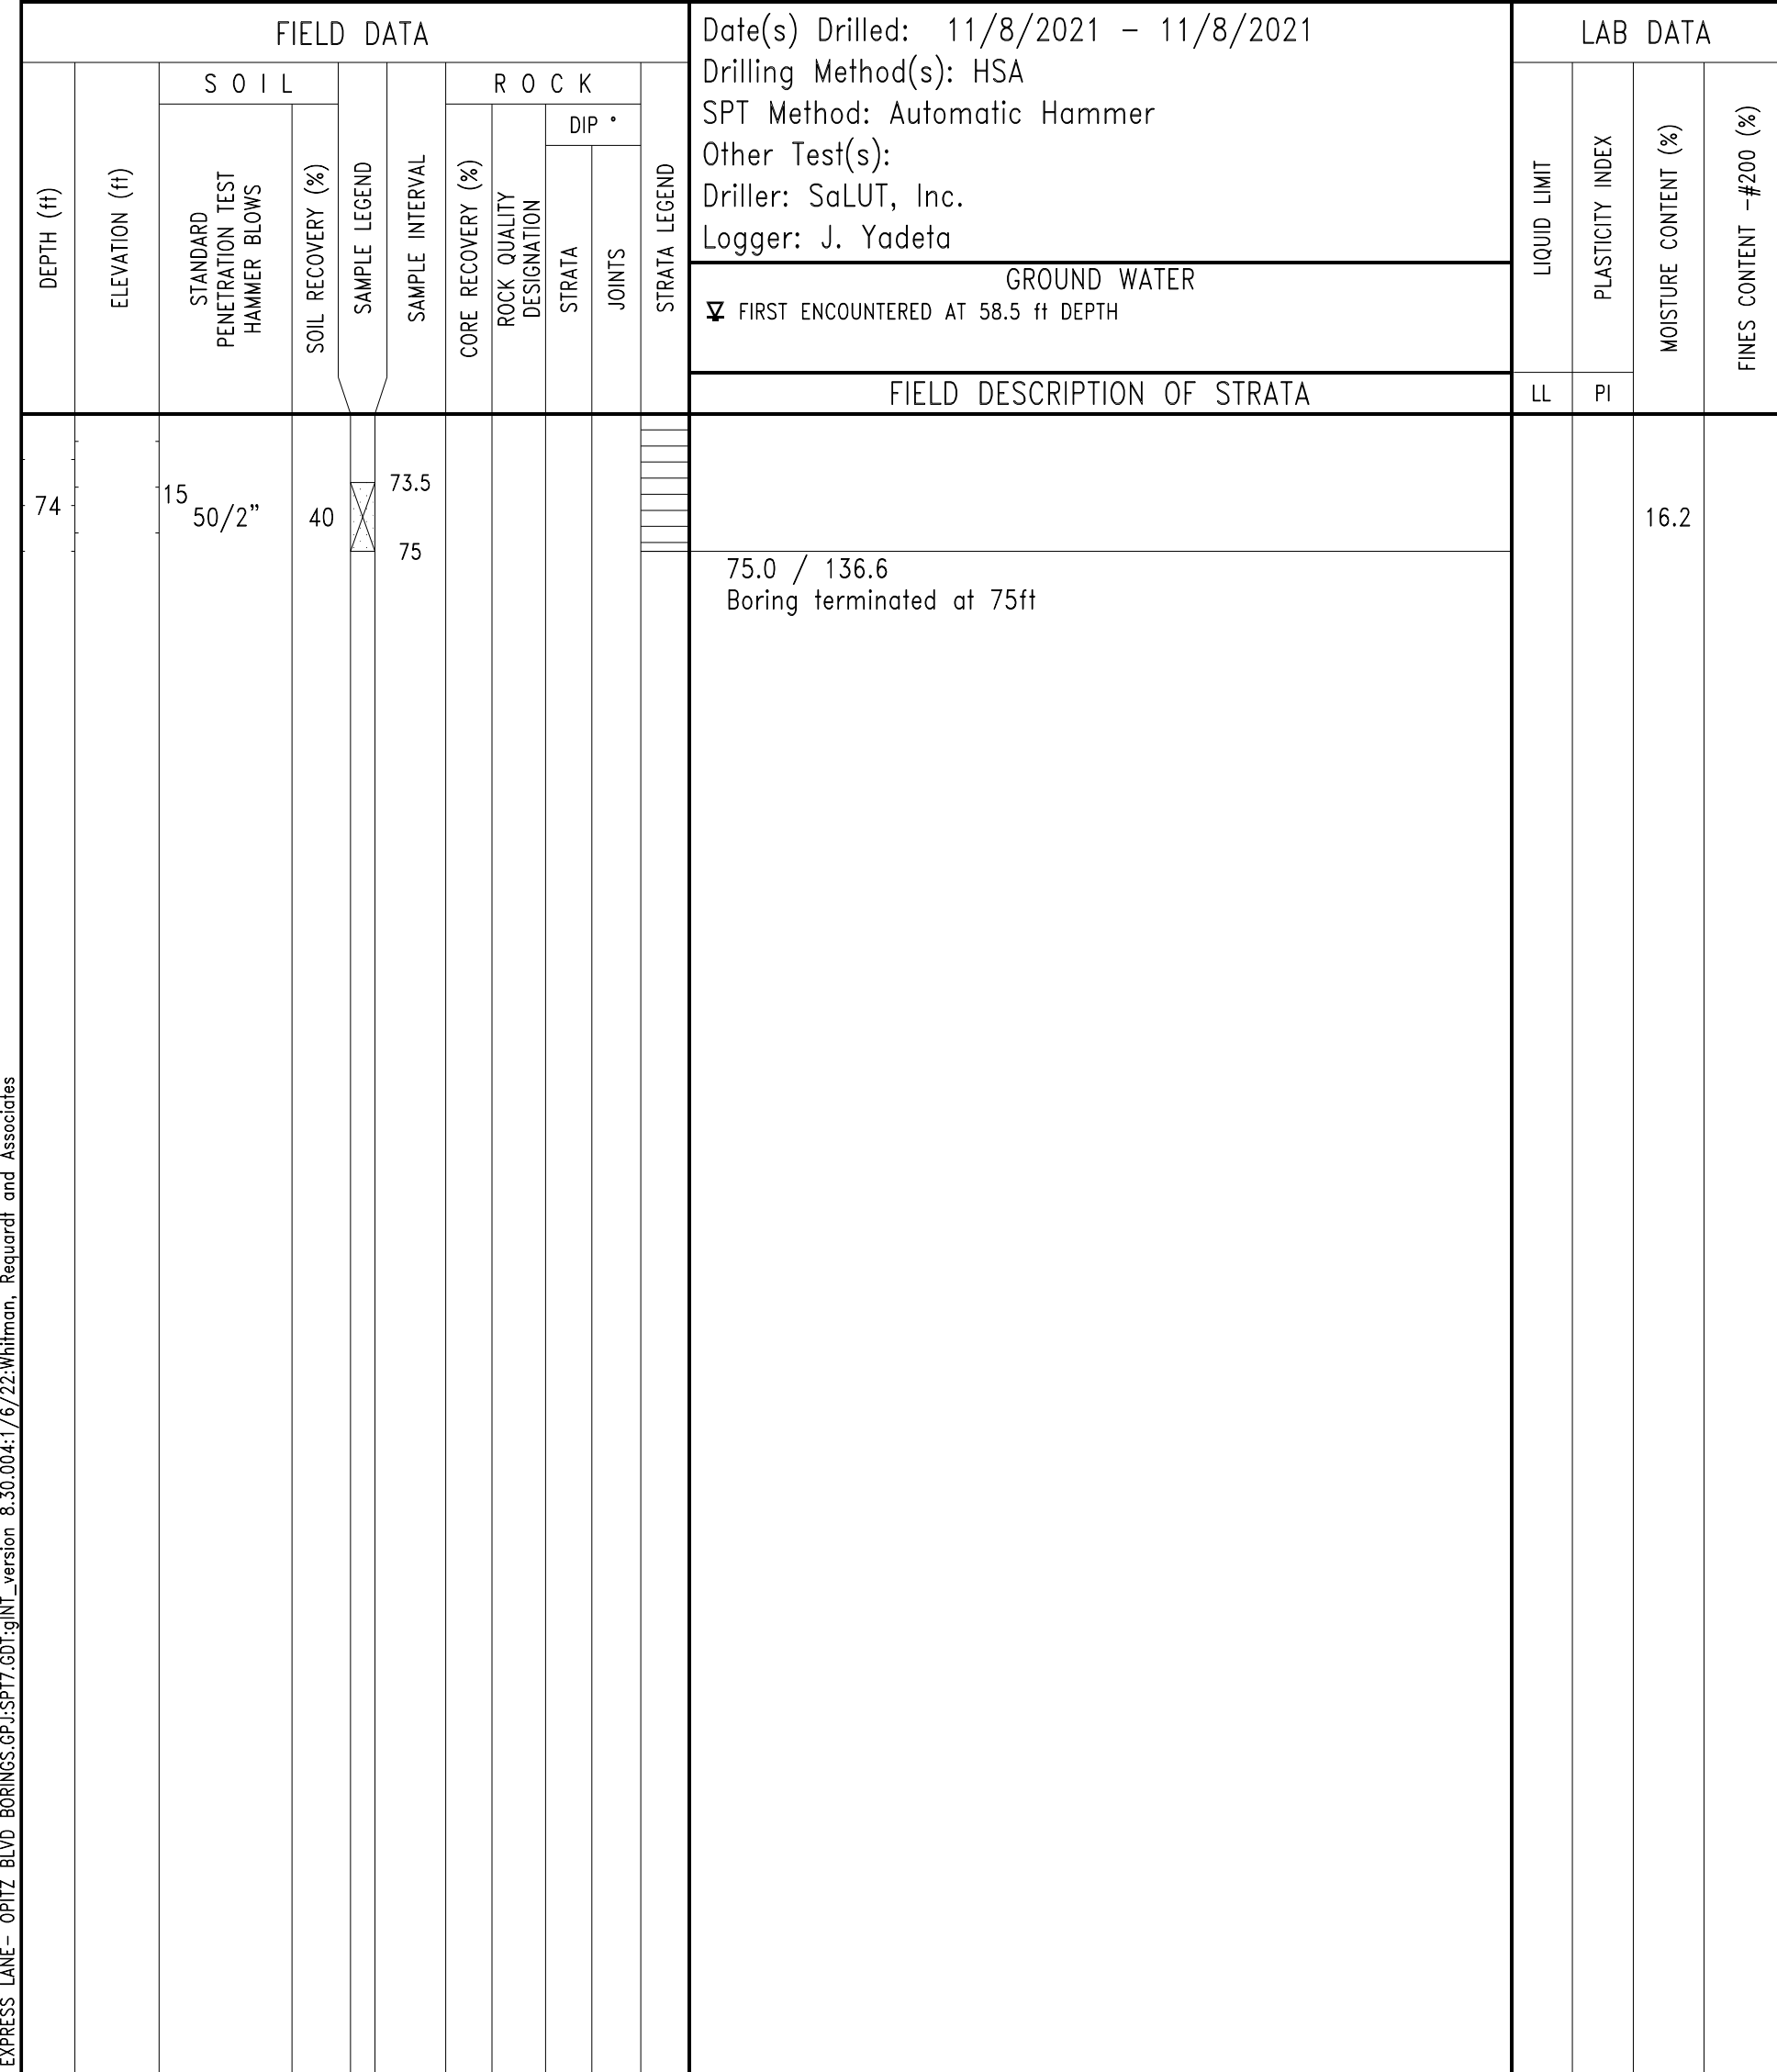 FIELD DATA
S O I L
R O C K
DIP °
DEPTH (ft)
ELEVATION (ft)
STANDARD
PENETRATION TEST
HAMMER BLOWS
SOIL RECOVERY (%)
SAMPLE LEGEND
SAMPLE INTERVAL
CORE RECOVERY (%)
ROCK QUALITY
DESIGNATION
STRATA
JOINTS
STRATA LEGEND
Date(s) Drilled: 11/8/2021 - 11/8/2021
Drilling Method(s): HSA
SPT Method: Automatic Hammer
Other Test(s):
Driller: SaLUT, Inc.
Logger: J. Yadeta
GROUND WATER
FIRST ENCOUNTERED AT 58.5 ft DEPTH
FIELD DESCRIPTION OF STRATA
LAB DATA
LIQUID LIMIT
PLASTICITY INDEX
MOISTURE CONTENT (%)
FINES CONTENT -#200 (%)
LL
PI
73.5
15
74
50/2"
40
16.2
75
75.0 / 136.6
Boring terminated at 75ft
EXPRESS LANE- OPITZ BLVD BORINGS.GPJ:SPT7.GDT:gINT_version 8.30.004:1/6/22:Whitman, Requardt and Associates